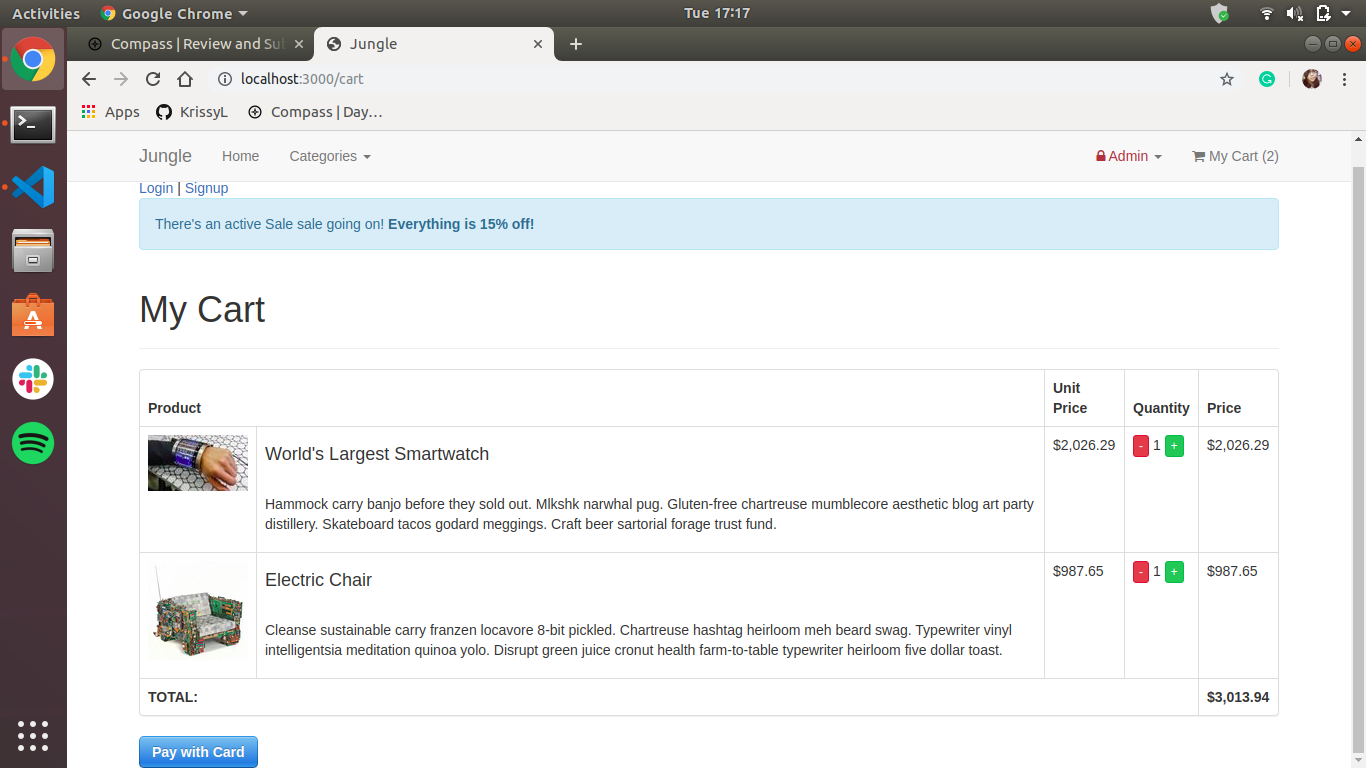 Activities
Google Chrome
Tue 17:17
Compass | Review and Sub
Jungle
localhost:3000/cart
Apps
KrissyL
Compass | Day…
Jungle
Home
Categories
Admin
My Cart (2)
Login | Signup
There's an active Sale sale going on! Everything is 15% off!
My Cart
Product
Unit
Price
Quantity
Price
World's Largest Smartwatch
$2,026.29
- 1 +
$2,026.29
Hammock carry banjo before they sold out. Mlkshk narwhal pug. Gluten-free chartreuse mumblecore aesthetic blog art party
distillery. Skateboard tacos godard meggings. Craft beer sartorial forage trust fund.
Electric Chair
$987.65
- 1 +
$987.65
Cleanse sustainable carry franzen locavore 8-bit pickled. Chartreuse hashtag heirloom meh beard swag. Typewriter vinyl
intelligentsia meditation quinoa yolo. Disrupt green juice cronut health farm-to-table typewriter heirloom five dollar toast.
TOTAL:
$3,013.94
Pay with Card